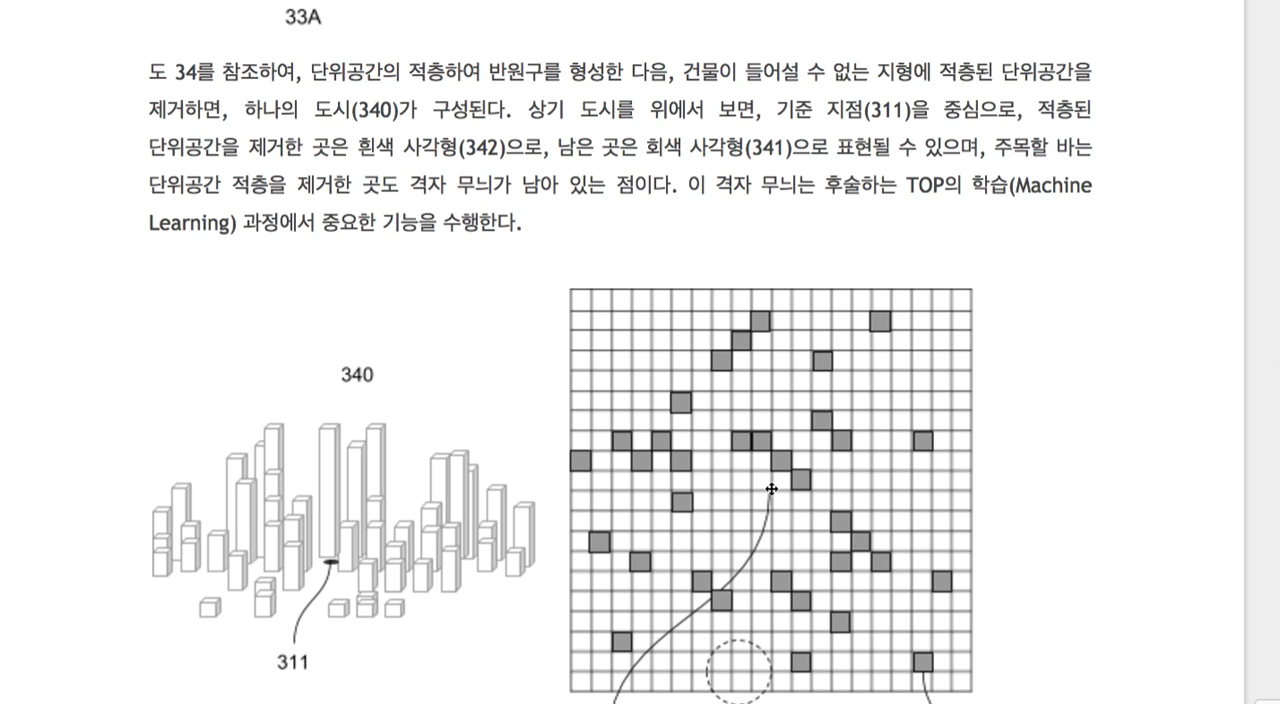 33A
도 34를 참조하여, 단위공간의 적층하여 반원구를 형성한 다음, 건물이 들어설 수 없는 지형에 적층된 단위공간을
제거하면, 하나의 도시(340)가 구성된다. 상기 도시를 위에서 보면, 기준 지점(311)을 중심으로, 적층된
단위공간을 제거한 곳은 흰색 사각형(342)으로, 남은 곳은 회색 사각형(341)으로 표현될 수 있으며, 주목할 바는
단위공간 적층을 제거한 곳도 격자 무늬가 남아 있는 점이다. 이 격자 무늬는 후술하는 TOP의 학습(Machine
Learning) 과정에서 중요한 기능을 수행한다.
340
311